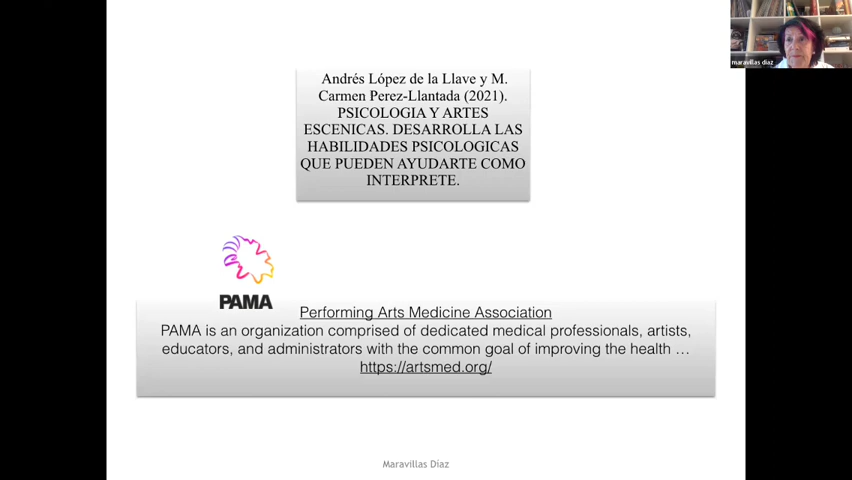 maravillas diaz
Andrés López de la Llave y M.
Carmen Perez-Llantada (2021).
PSICOLOGIA Y ARTES
ESCENICAS. DESARROLLA LAS
HABILIDADES PSICOLOGICAS
QUE PUEDEN AYUDARTE COMO
INTERPRETE.
PAMA
Performing Arts Medicine Association
PAMA is an organization comprised of dedicated medical professionals, artists,
educators, and administrators with the common goal of improving the health …
https://artsmed.org/
Maravillas Diaz